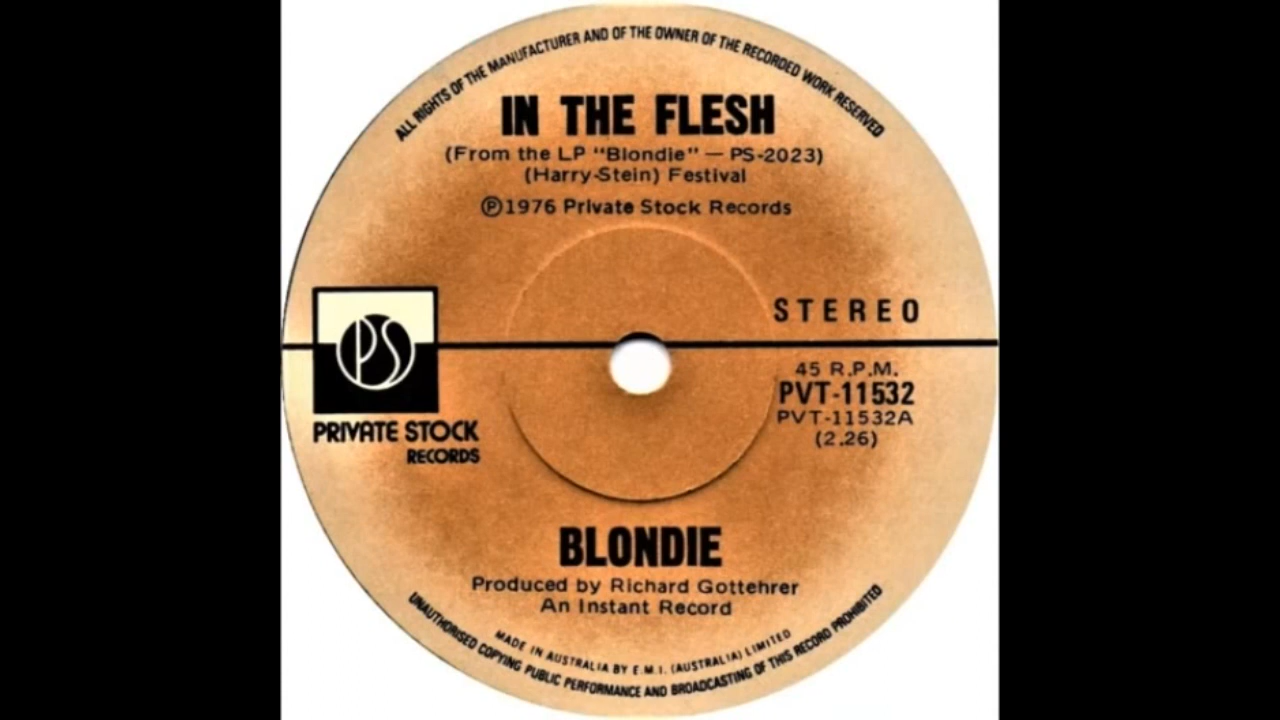 ALL RIGHTS OF THE MANUFACTURER AND OF THE OWNER OF THE RECORDED WORK RESERVED
IN THE FLESH
(From the LP "Blondie" — PS-2023)
(Harry-Stein) Festival
Ⓟ1976 Private Stock Records
STEREO
PS
PRIVATE STOCK
RECORDS
45 R.P.M.
PVT-11532
PVT-11532A
(2.26)
BLONDIE
Produced by Richard Gottehrer
An Instant Record
MADE IN AUSTRALIA BY E.M.I. (AUSTRALIA) LIMITED
UNAUTHORISED COPYING PUBLIC PERFORMANCE AND BROADCASTING OF THIS RECORD PROHIBITED